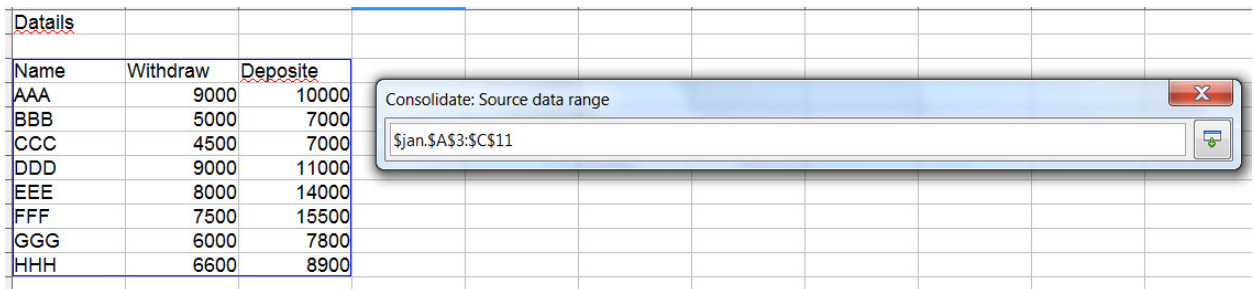 Datails
Name Withdraw Deposite
AAA 9000 10000
BBB 5000 7000
CCC 4500 7000
DDD 9000 11000
EEE 8000 14000
FFF 7500 15500
GGG 6000 7800
HHH 6600 8900
Consolidate: Source data range
$jan.$A$3:$C$11